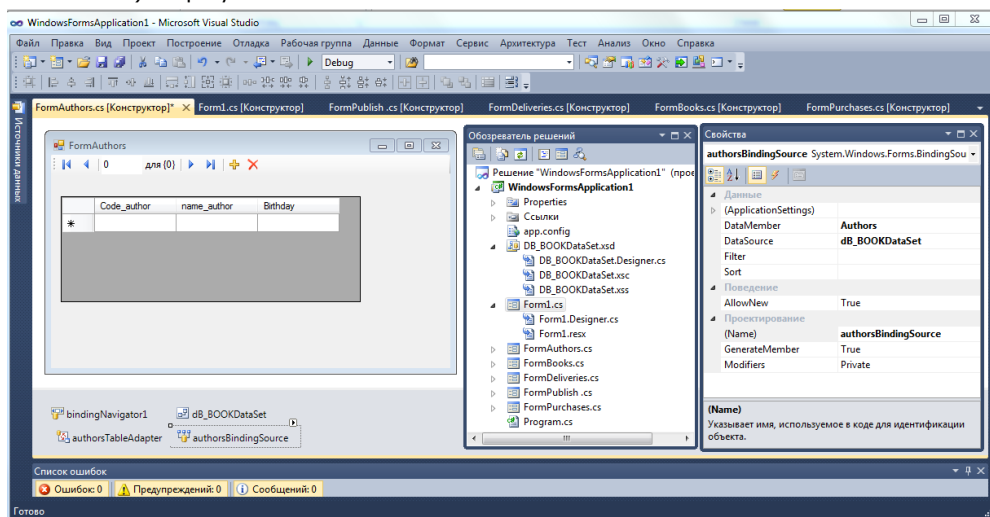 WindowsFormsApplication1 - Microsoft Visual Studio
Файл Правка Вид Проект Построение Отладка Рабочая группа Данные Формат Сервис Архитектура Тест Анализ Окно Справка
Debug
FormAuthors.cs [Конструктор]* Form1.cs [Конструктор] FormPublish .cs [Конструктор] FormDeliveries.cs [Конструктор] FormBooks.cs [Конструктор] FormPurchases.cs [Конструктор]
Источники данных
FormAuthors
0 для {0}
Code_author name_author Birthday
bindingNavigator1 dB_BOOKDataSet
authorsTableAdapter authorsBindingSource
Обозреватель решений
Решение "WindowsFormsApplication1" (прое
WindowsFormsApplication1
Properties
Ссылки
app.config
DB_BOOKDataSet.xsd
DB_BOOKDataSet.Designer.cs
DB_BOOKDataSet.xsc
DB_BOOKDataSet.xss
Form1.cs
Form1.Designer.cs
Form1.resx
FormAuthors.cs
FormBooks.cs
FormDeliveries.cs
FormPublish .cs
FormPurchases.cs
Program.cs
Свойства
authorsBindingSource System.Windows.Forms.BindingSou
Данные
(ApplicationSettings)
DataMember Authors
DataSource dB_BOOKDataSet
Filter
Sort
Поведение
AllowNew True
Проектирование
(Name) authorsBindingSource
GenerateMember True
Modifiers Private
(Name)
Указывает имя, используемое в коде для идентификации
объекта.
Список ошибок
Ошибок: 0 Предупреждений: 0 Сообщений: 0
Готово